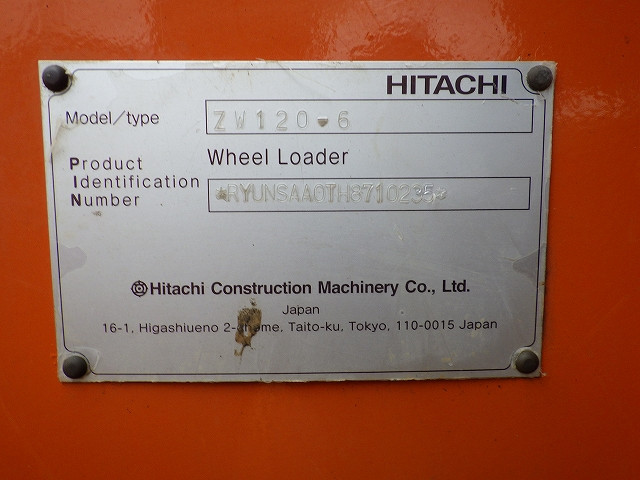 HITACHI
Model/type ZW120-6
Product Identification Number
Wheel Loader
*RYUNSAA0TH8710235*
Hitachi Construction Machinery Co., Ltd.
Japan
16-1, Higashiueno 2-chome, Taito-ku, Tokyo, 110-0015 Japan